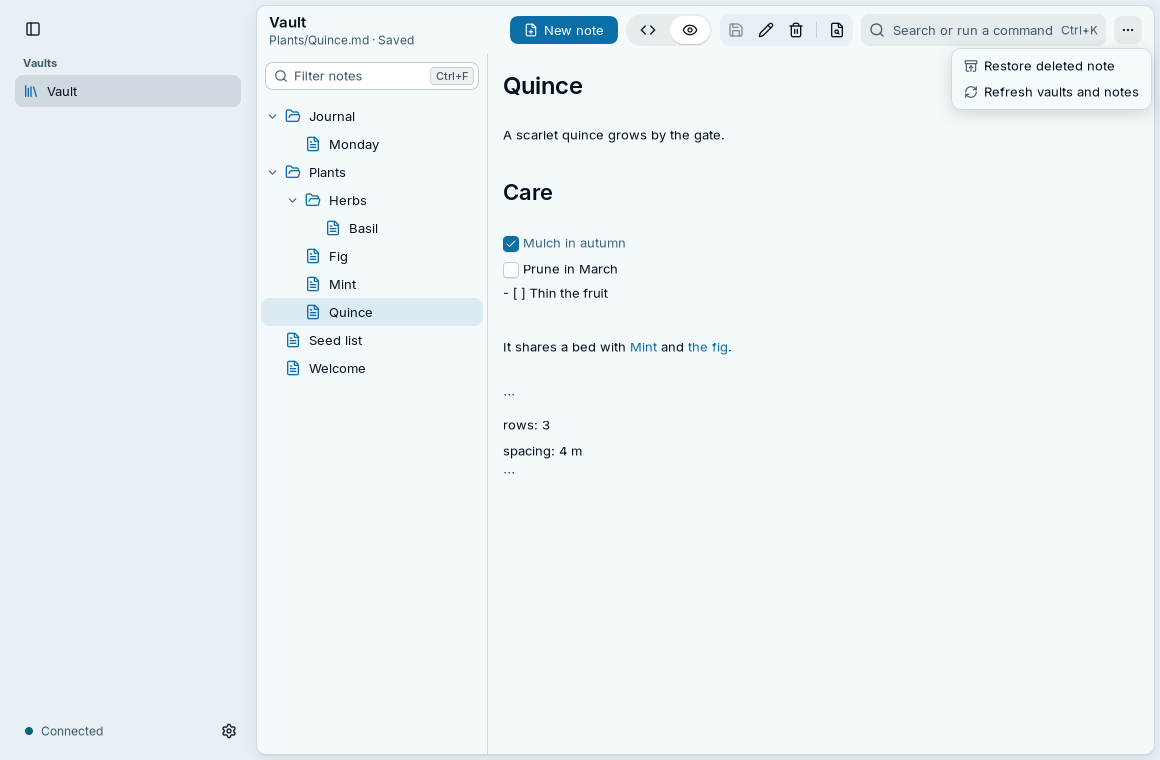 Vaults
Vault
Connected
Vault
Plants/Quince.md · Saved
New note
Search or run a command Ctrl+K
Restore deleted note
Refresh vaults and notes
Filter notes Ctrl+F
Journal
Monday
Plants
Herbs
Basil
Fig
Mint
Quince
Seed list
Welcome
Quince
A scarlet quince grows by the gate.
Care
Mulch in autumn
Prune in March
- [ ] Thin the fruit
It shares a bed with Mint and the fig.
```
rows: 3
spacing: 4 m
```